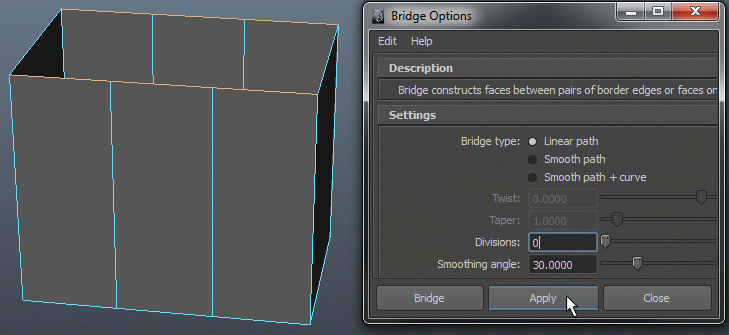 Bridge Options
Edit Help
Description
Bridge constructs faces between pairs of border edges or faces on
Settings
Bridge type: Linear path
Smooth path
Smooth path + curve
Twist: 0.0000
Taper: 1.0000
Divisions: 0
Smoothing angle: 30.0000
Bridge Apply Close